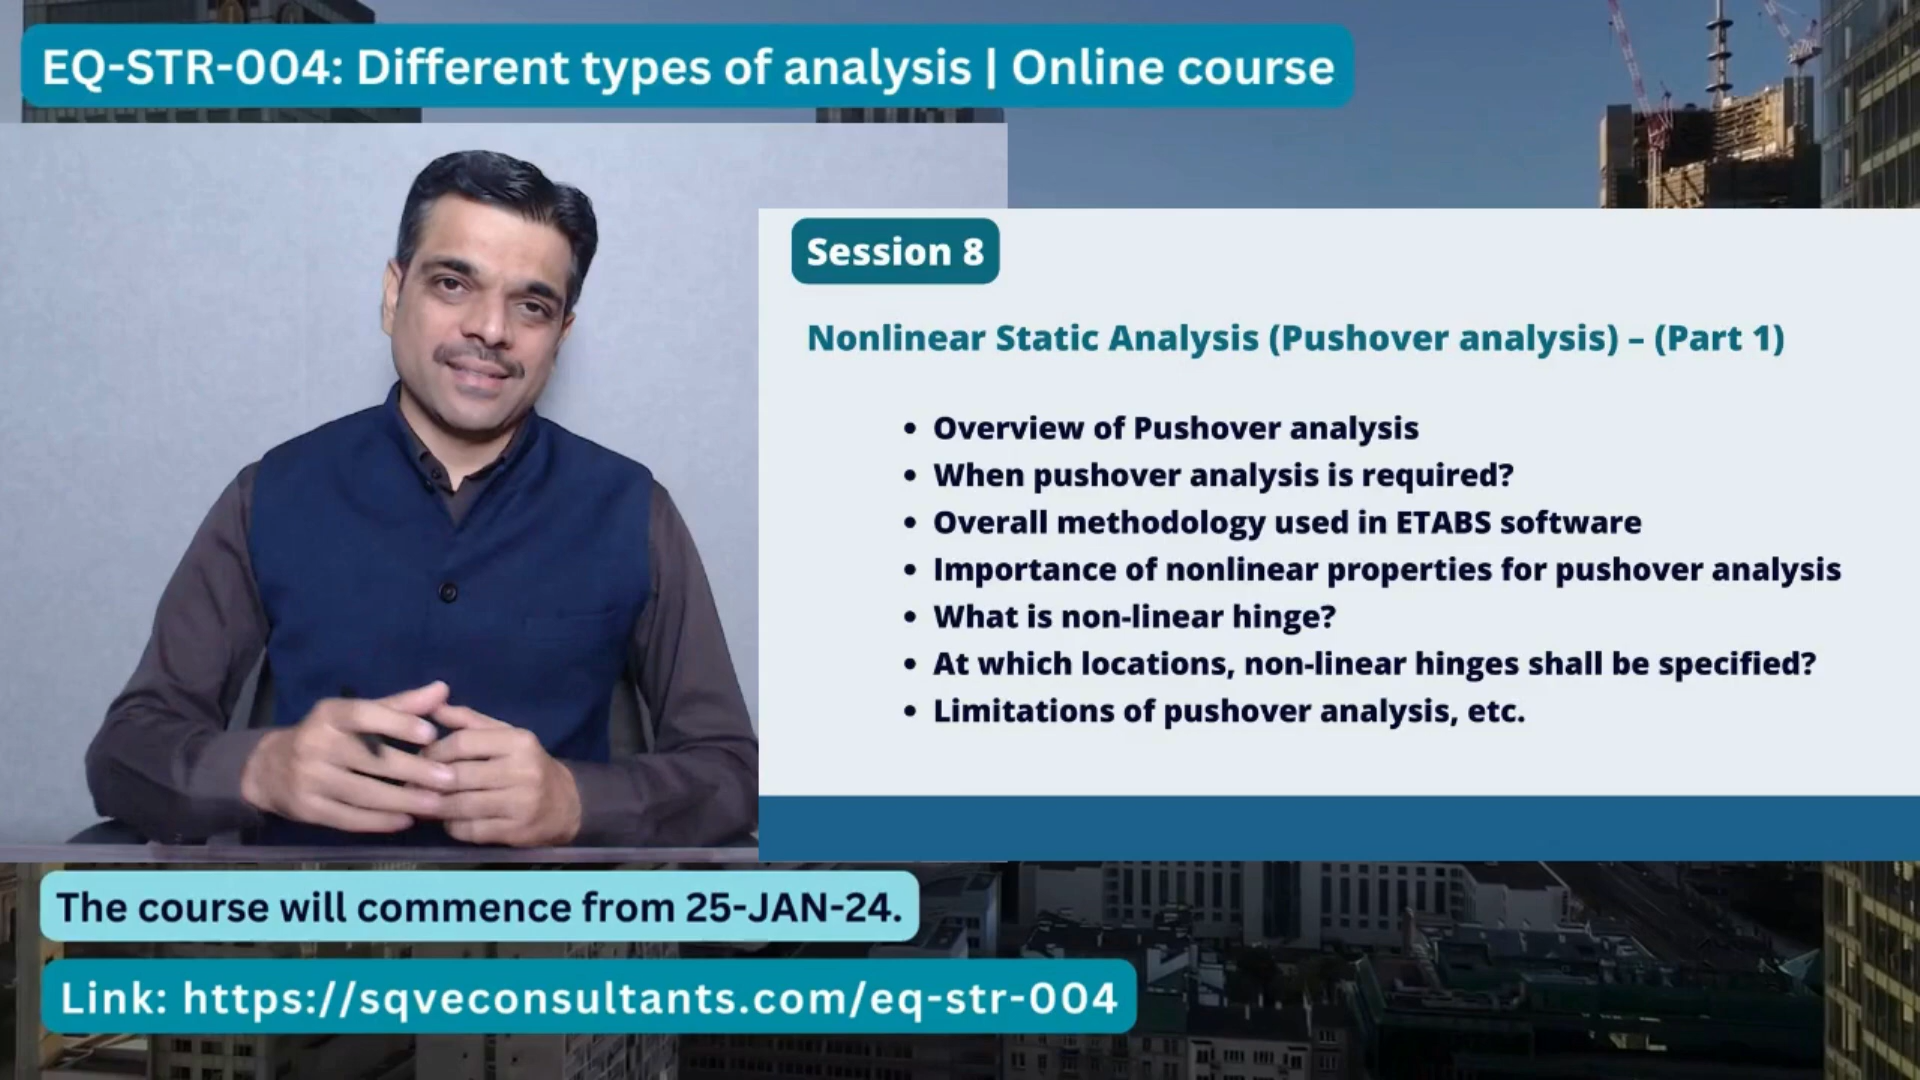 EQ-STR-004: Different types of analysis | Online course
Session 8
Nonlinear Static Analysis (Pushover analysis) – (Part 1)
• Overview of Pushover analysis
• When pushover analysis is required?
• Overall methodology used in ETABS software
• Importance of nonlinear properties for pushover analysis
• What is non-linear hinge?
• At which locations, non-linear hinges shall be specified?
• Limitations of pushover analysis, etc.
The course will commence from 25-JAN-24.
Link: https://sqveconsultants.com/eq-str-004